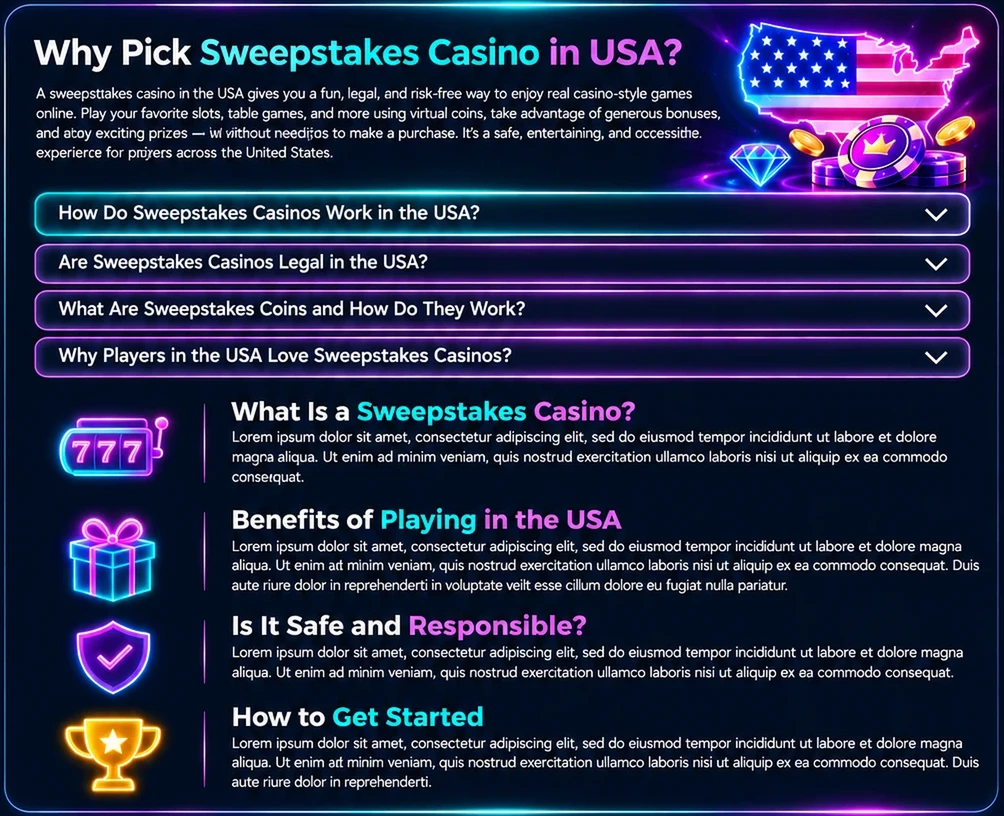 Why Pick Sweepstakes Casino in USA?
A sweepsttakes casino in the USA gives you a fun, legal, and risk-free way to enjoy real casino-style games
online. Play your favorite slots, table games, and more using virtual coins, take advantage of generous bonuses,
and atoy exciting prizes — without to make a purchase. It's a safe, entertaining, and occessithe.
experierce for across the United States.
How Do Sweepstakes Casinos Work in the USA?
Are Sweepstakes Casinos Legal in the USA?
What Are Sweepstakes Coins and How Do They Work?
Why Players in the USA Love Sweepstakes Casinos?
777
What Is a Sweepstakes Casino?
Lorem ipsum dolor sit amet, consectetur adipiscing elit, sed do eiusmod tempor incididunt ut labore et dolore
magna aliqua. Ut enim ad minim veniam, quis nostrud exercitation ullamco laboris nisi ut aliquip ex ea commodo
consequat.
Benefits of Playing in the USA
Lorem ipsum dolor sit amet, consectetur adipiscing elit, sed do eiusmod tempor incididunt ut labore et dolore magna
aliqua. Ut enim ad minim veniam, quis nostrud exercitation ullamco laboris nisi ut aliquip ex ea commodo consequat. Duis
aute riure dolor in reprehenderti in voluptate veilt esse cillum dolore eu fugiat nulla pariatur.
Is It Safe and Responsible?
Lorem ipsum dolor sit amet, consectetur adipiscing elit, sed do eiusmod tempor incididunt ut labore et dolore magna
aliqua. Ut enim ad minim veniam, quis nostrud exercitation ullamco laboris nisi ut aliquip ex ea commodo consequat.
How to Get Started
Lorem ipsum dolor sit amet, consectetur adipiscing elit, sed do eiusmod tempor incididunt ut labore et dolore magna
aliqua. Ut enim ad minim veniam, quis nostrud exercitation ullamco laboris nisi ut aliquip ex ea commodo consequat. Duis
aute riure dolor in reprehenderti.